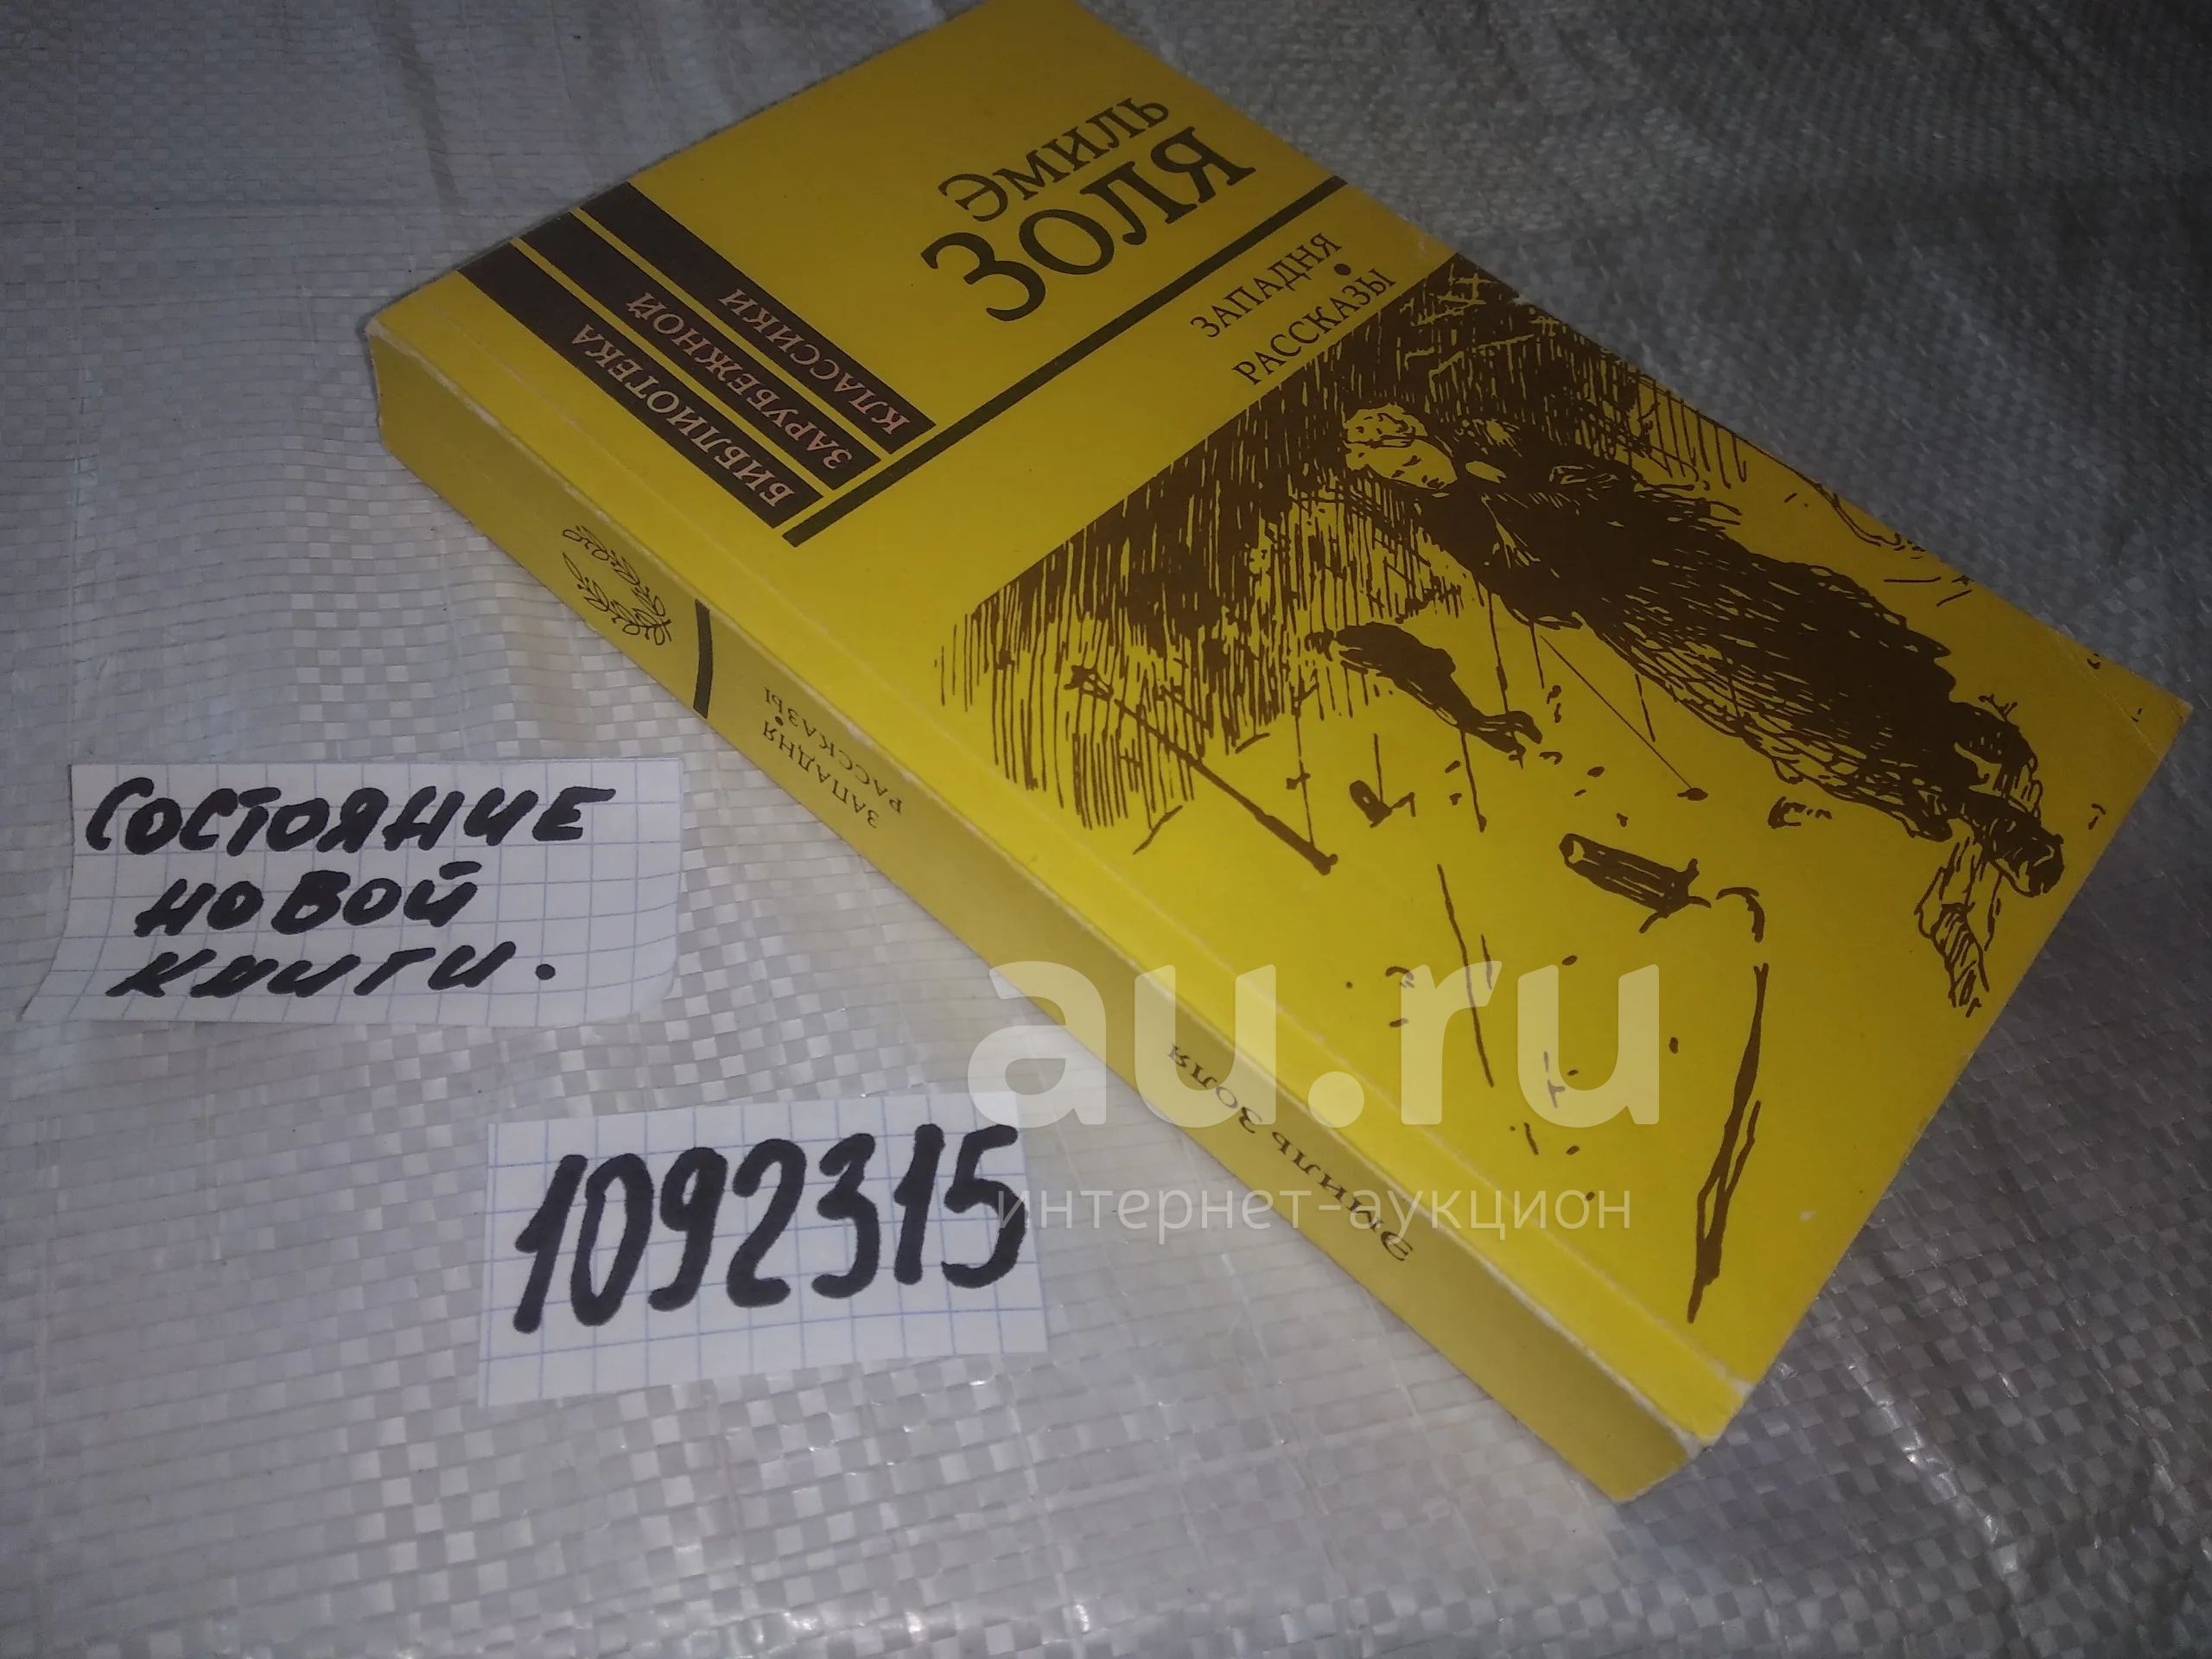 Эмиль
Золя
ЗАПАДНЯ
РАССКАЗЫ
БИБЛИОТЕКА
ЗАРУБЕЖНОЙ
КЛАССИКИ
ЗАПАДНЯ
РАССКАЗЫ
ЭМИЛЬ ЗОЛЯ
СОСТОЯНИЕ
НОВОЙ
КНИГИ.
1092315
au.ru
интернет-аукцион